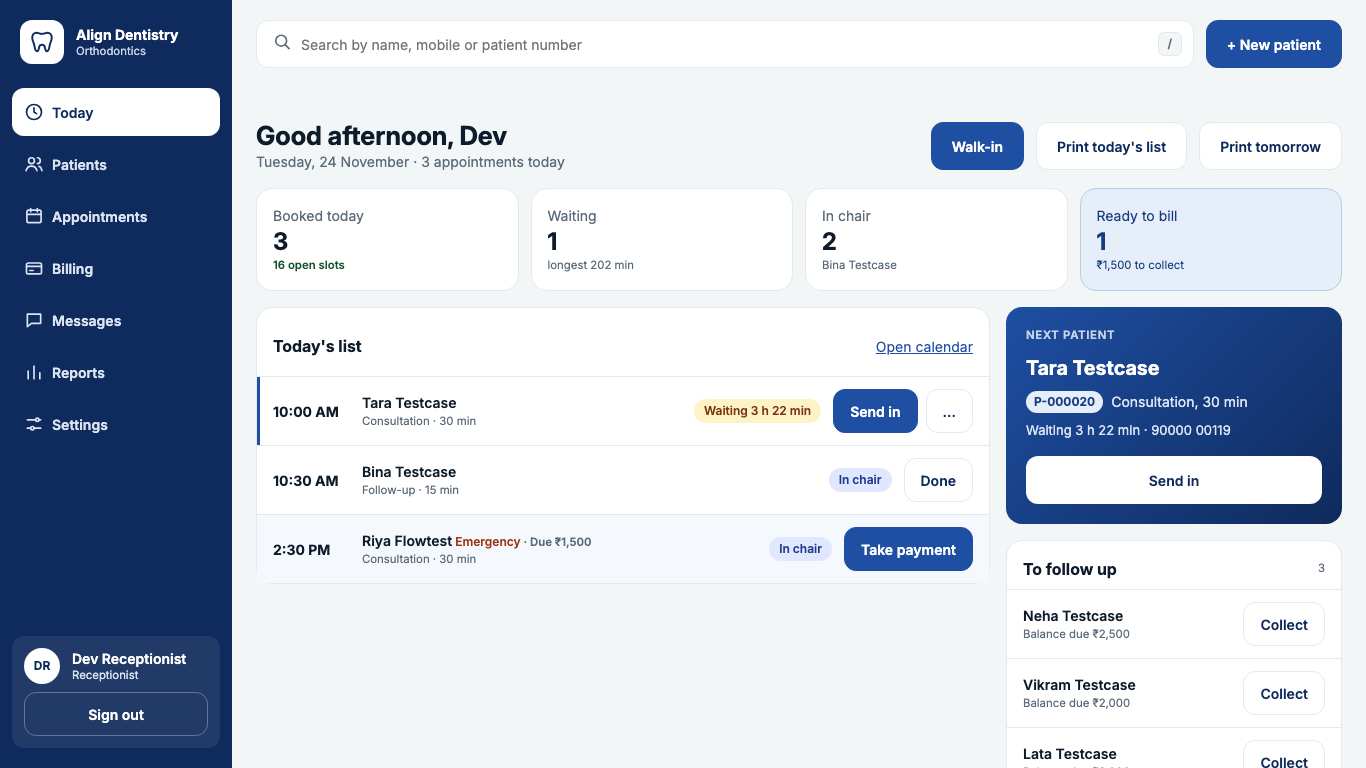 Align Dentistry
Orthodontics
Today
Patients
Appointments
Billing
Messages
Reports
Settings
DR
Dev Receptionist
Receptionist
Sign out
Search by name, mobile or patient number
/
+ New patient
Good afternoon, Dev
Tuesday, 24 November · 3 appointments today
Walk-in
Print today's list
Print tomorrow
Booked today
3
16 open slots
Waiting
1
longest 202 min
In chair
2
Bina Testcase
Ready to bill
1
₹1,500 to collect
Today's list
Open calendar
10:00 AM
Tara Testcase
Consultation · 30 min
Waiting 3 h 22 min
Send in
...
10:30 AM
Bina Testcase
Follow-up · 15 min
In chair
Done
2:30 PM
Riya Flowtest Emergency · Due ₹1,500
Consultation · 30 min
In chair
Take payment
NEXT PATIENT
Tara Testcase
P-000020 Consultation, 30 min
Waiting 3 h 22 min · 90000 00119
Send in
To follow up
3
Neha Testcase
Balance due ₹2,500
Collect
Vikram Testcase
Balance due ₹2,000
Collect
Lata Testcase
Collect